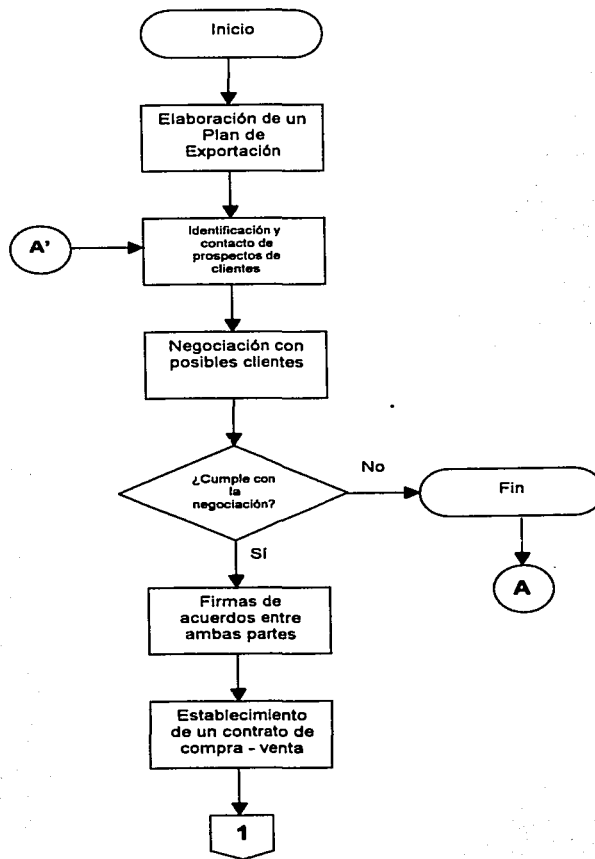 Inicio
Elaboración de un
Plan de
Exportación
A'
Identificación y
contacto de
prospectos de
clientes
Negociación con
posibles clientes
¿Cumple con
la
negociación?
No
Fin
A
Sí
Firmas de
acuerdos entre
ambas partes
Establecimiento
de un contrato de
compra - venta
1